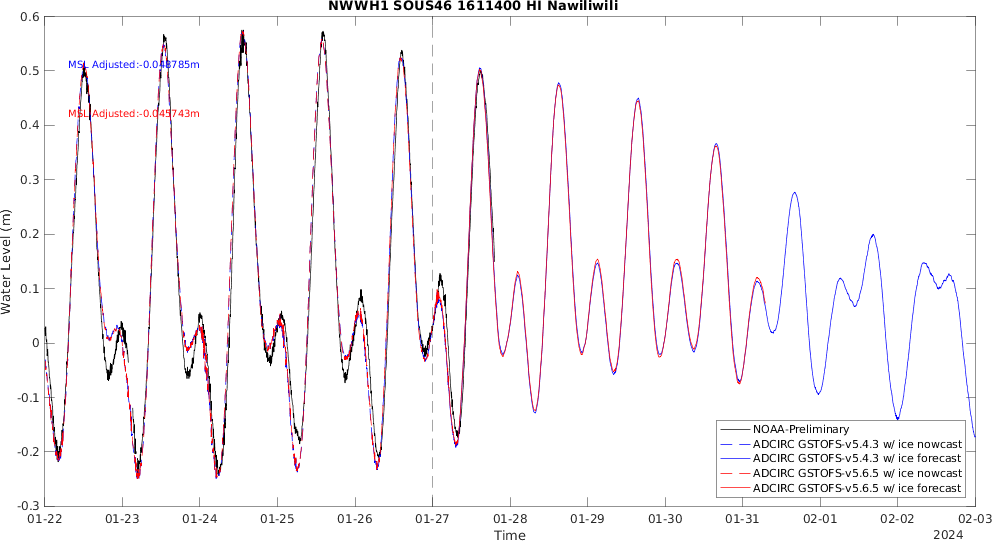 NWWH1 SOUS46 1611400 HI Nawiliwili
0.6
0.5
0.4
0.3
0.2
0.1
0
-0.1
-0.2
-0.3
Water Level (m)
MSL Adjusted:-0.048785m
MSL Adjusted:-0.045743m
NOAA-Preliminary
ADCIRC GSTOFS-v5.4.3 w/ ice nowcast
ADCIRC GSTOFS-v5.4.3 w/ ice forecast
ADCIRC GSTOFS-v5.6.5 w/ ice nowcast
ADCIRC GSTOFS-v5.6.5 w/ ice forecast
01-22 01-23 01-24 01-25 01-26 01-27 01-28 01-29 01-30 01-31 02-01 02-02 02-03
Time
2024